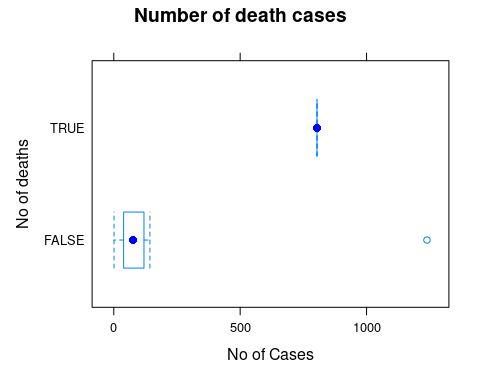 Number of death cases
No of deaths
TRUE
FALSE
0 500 1000
No of Cases